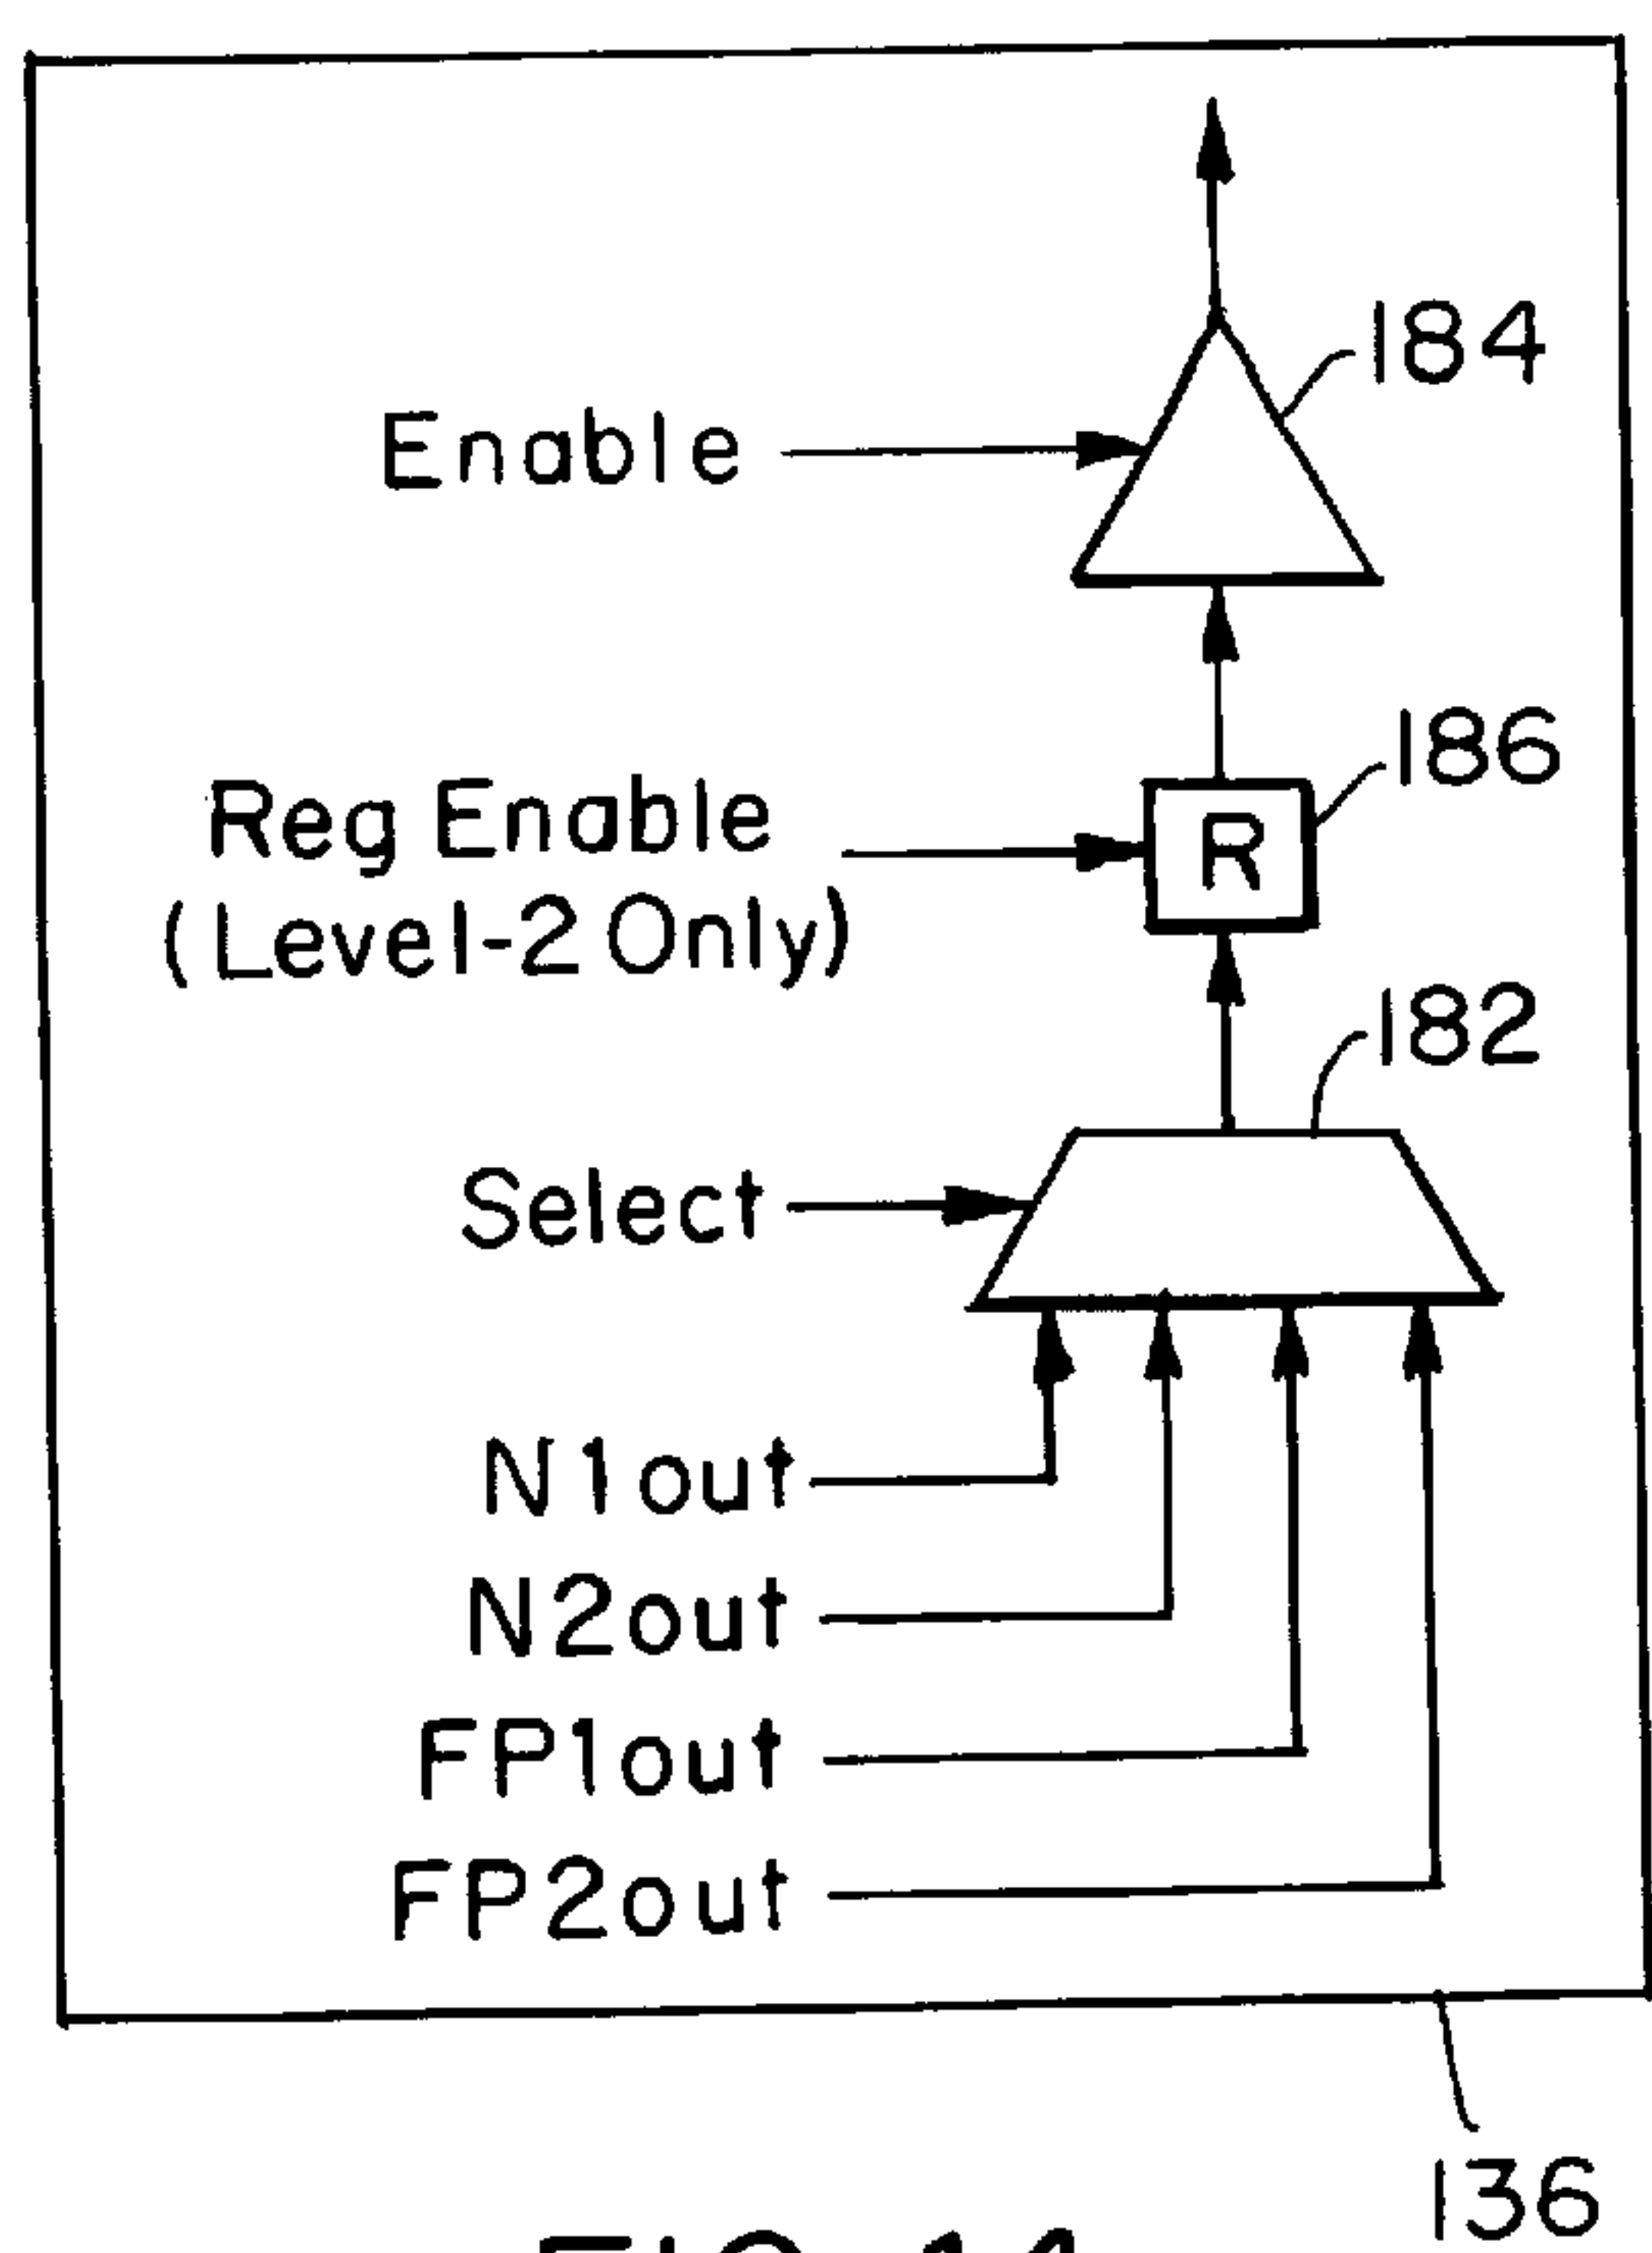 184
Enable
186
Reg Enable
R
(Level-2 Only)
182
Select
N1out
N2out
FP1out
FP2out
136